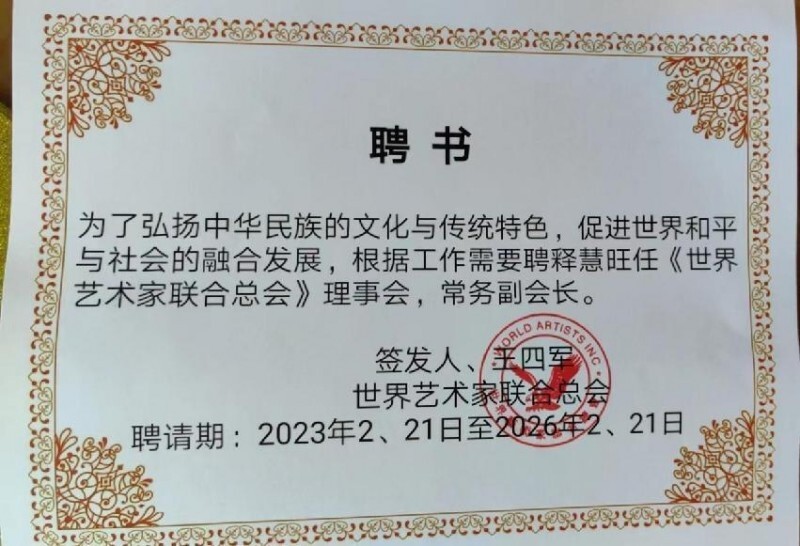 聘书
为了弘扬中华民族的文化与传统特色，促进世界和平
与社会的融合发展，根据工作需要聘释慧旺任《世界
艺术家联合总会》理事会，常务副会长。
签发人、王四军
世界艺术家联合总会
聘请期：2023年2、21日至2026年2、21日
WORLD ARTISTS INC